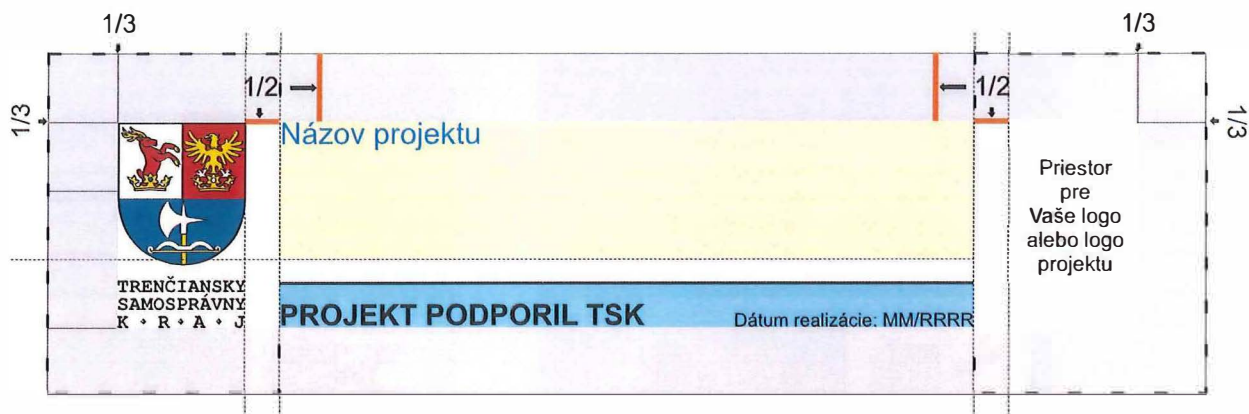 1/3
1/3
1/2
1/2
1/3
1/3
Názov projektu
Priestor
pre
Vaše logo
alebo logo
projektu
TRENČIANSKY
SAMOSPRÁVNY
K • R • A • J
PROJEKT PODPORIL TSK
Dátum realizácie: MM/RRRR